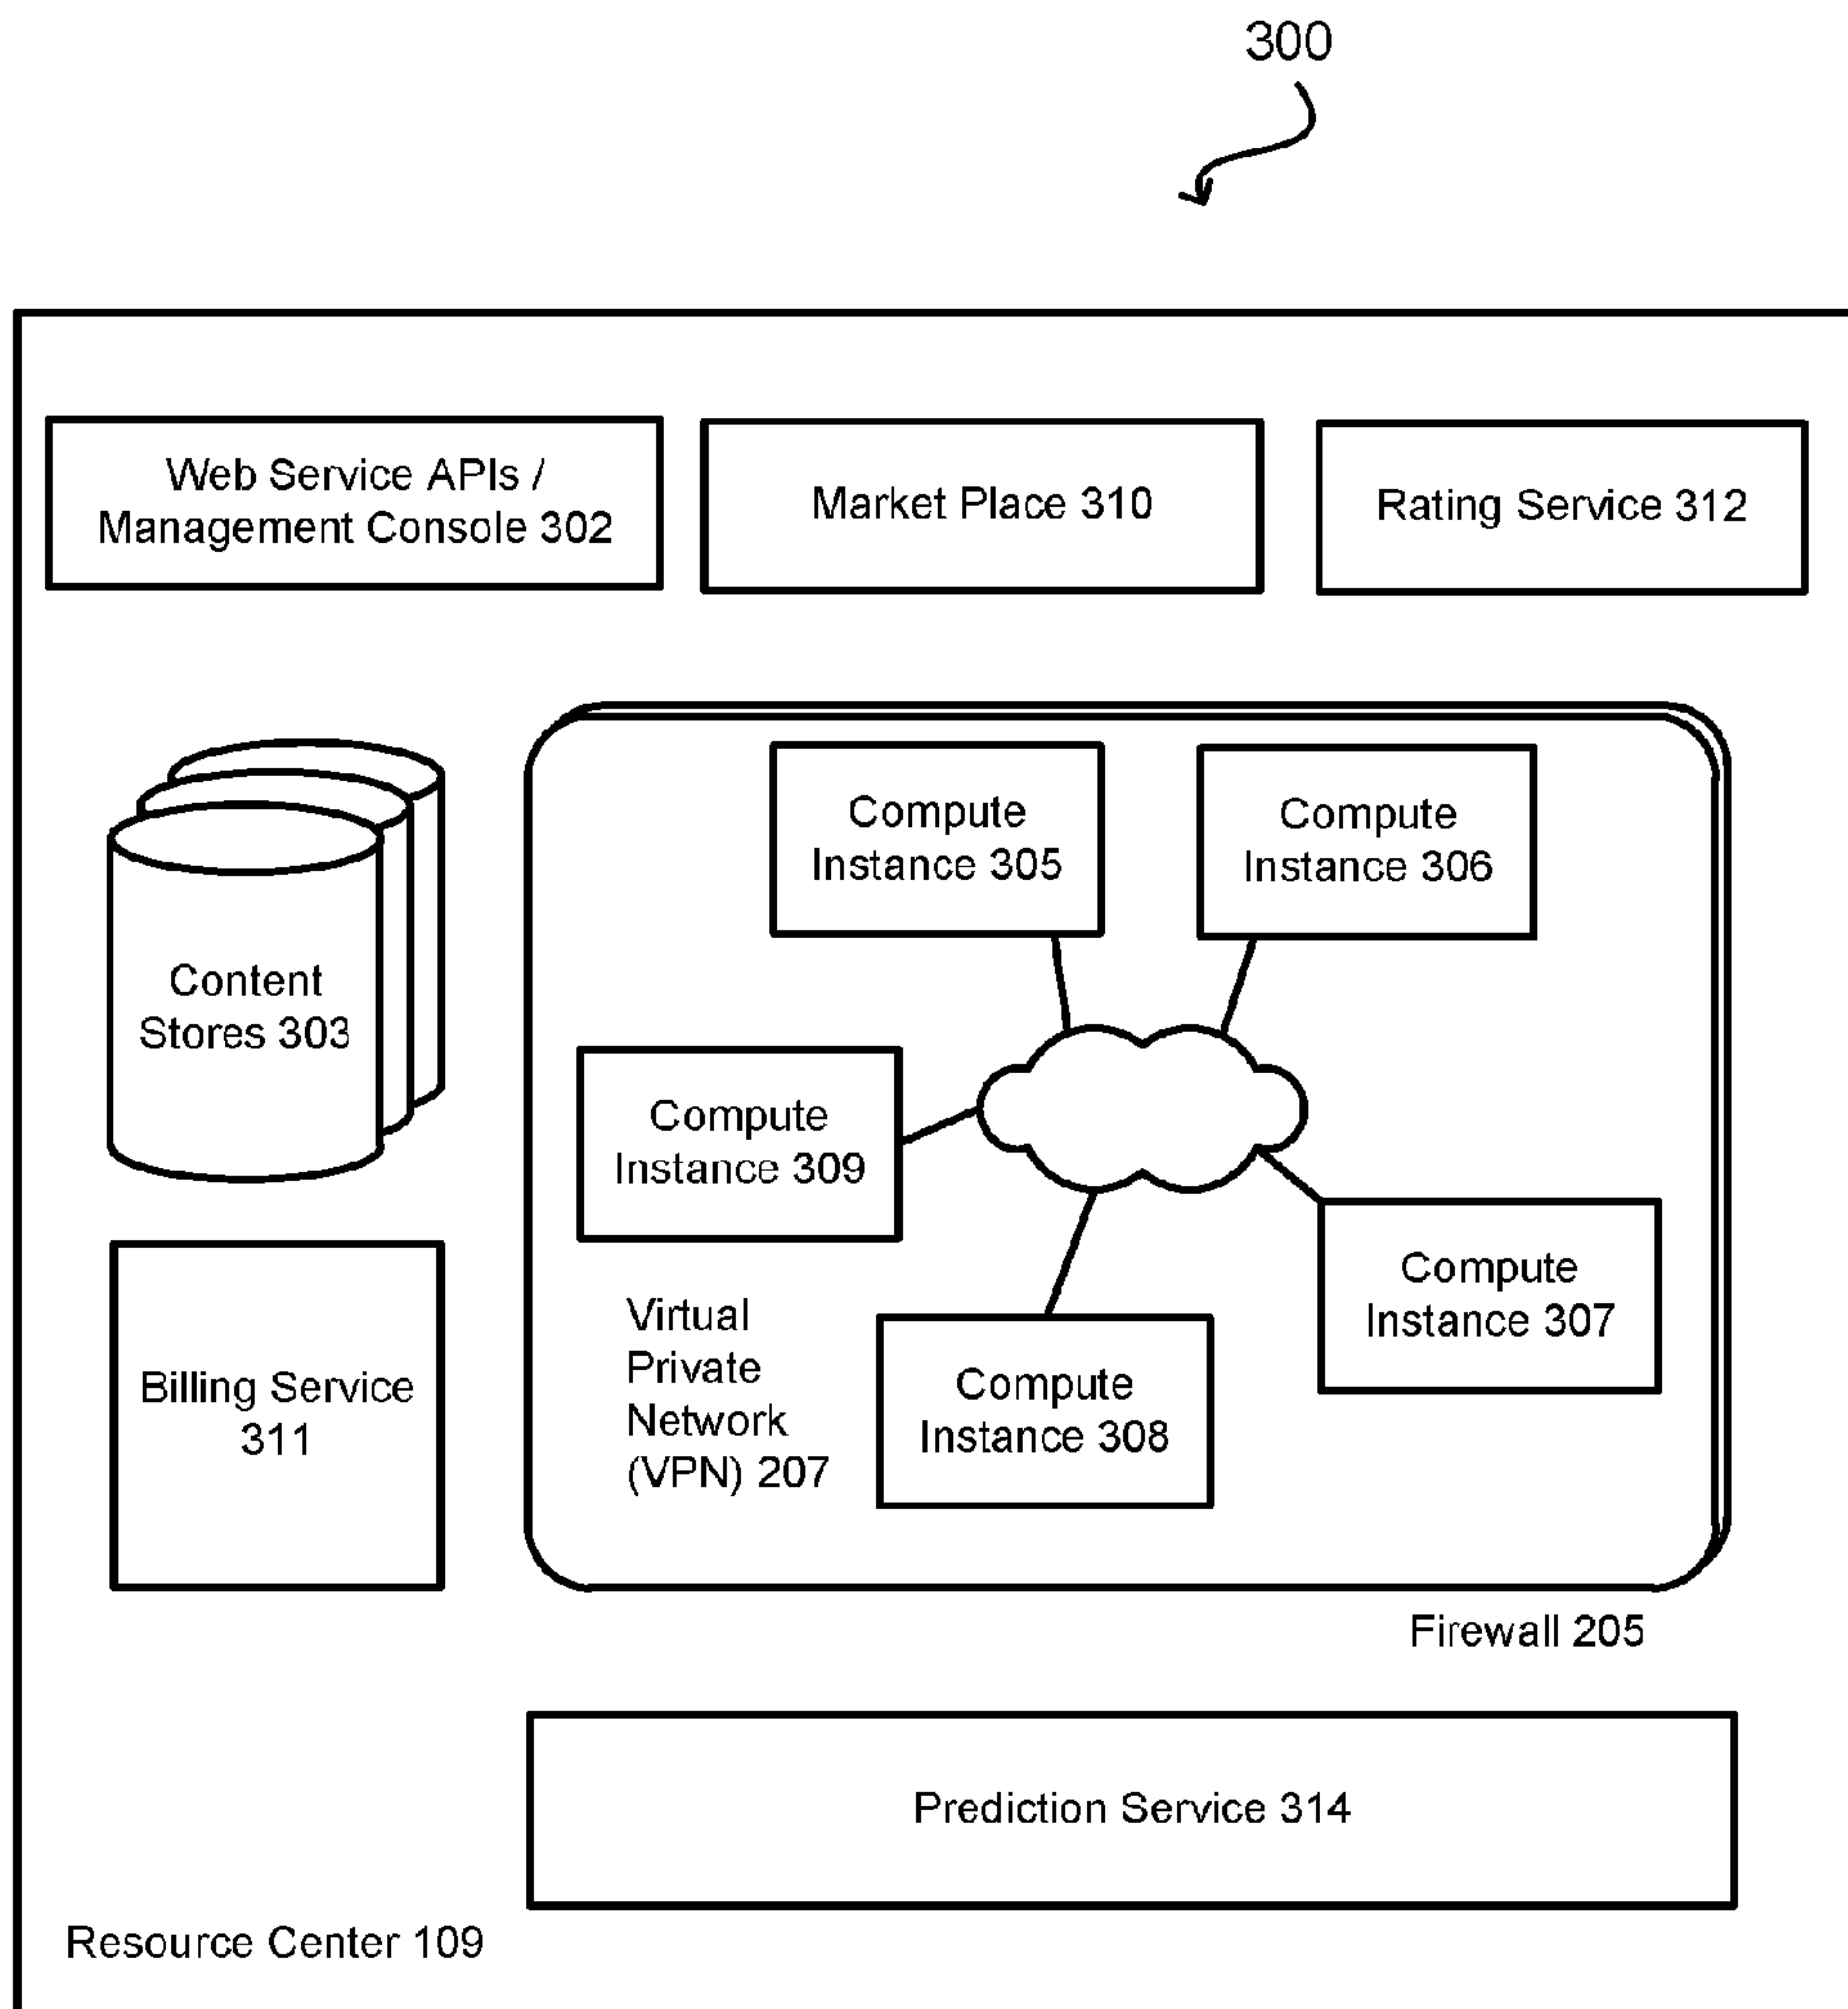 300
Web Service APIs /
Management Console 302
Market Place 310
Rating Service 312
Content
Stores 303
Compute
Instance 305
Compute
Instance 306
Compute
Instance 309
Compute
Instance 307
Compute
Instance 308
Virtual
Private
Network
(VPN) 207
Billing Service
311
Firewall 205
Prediction Service 314
Resource Center 109